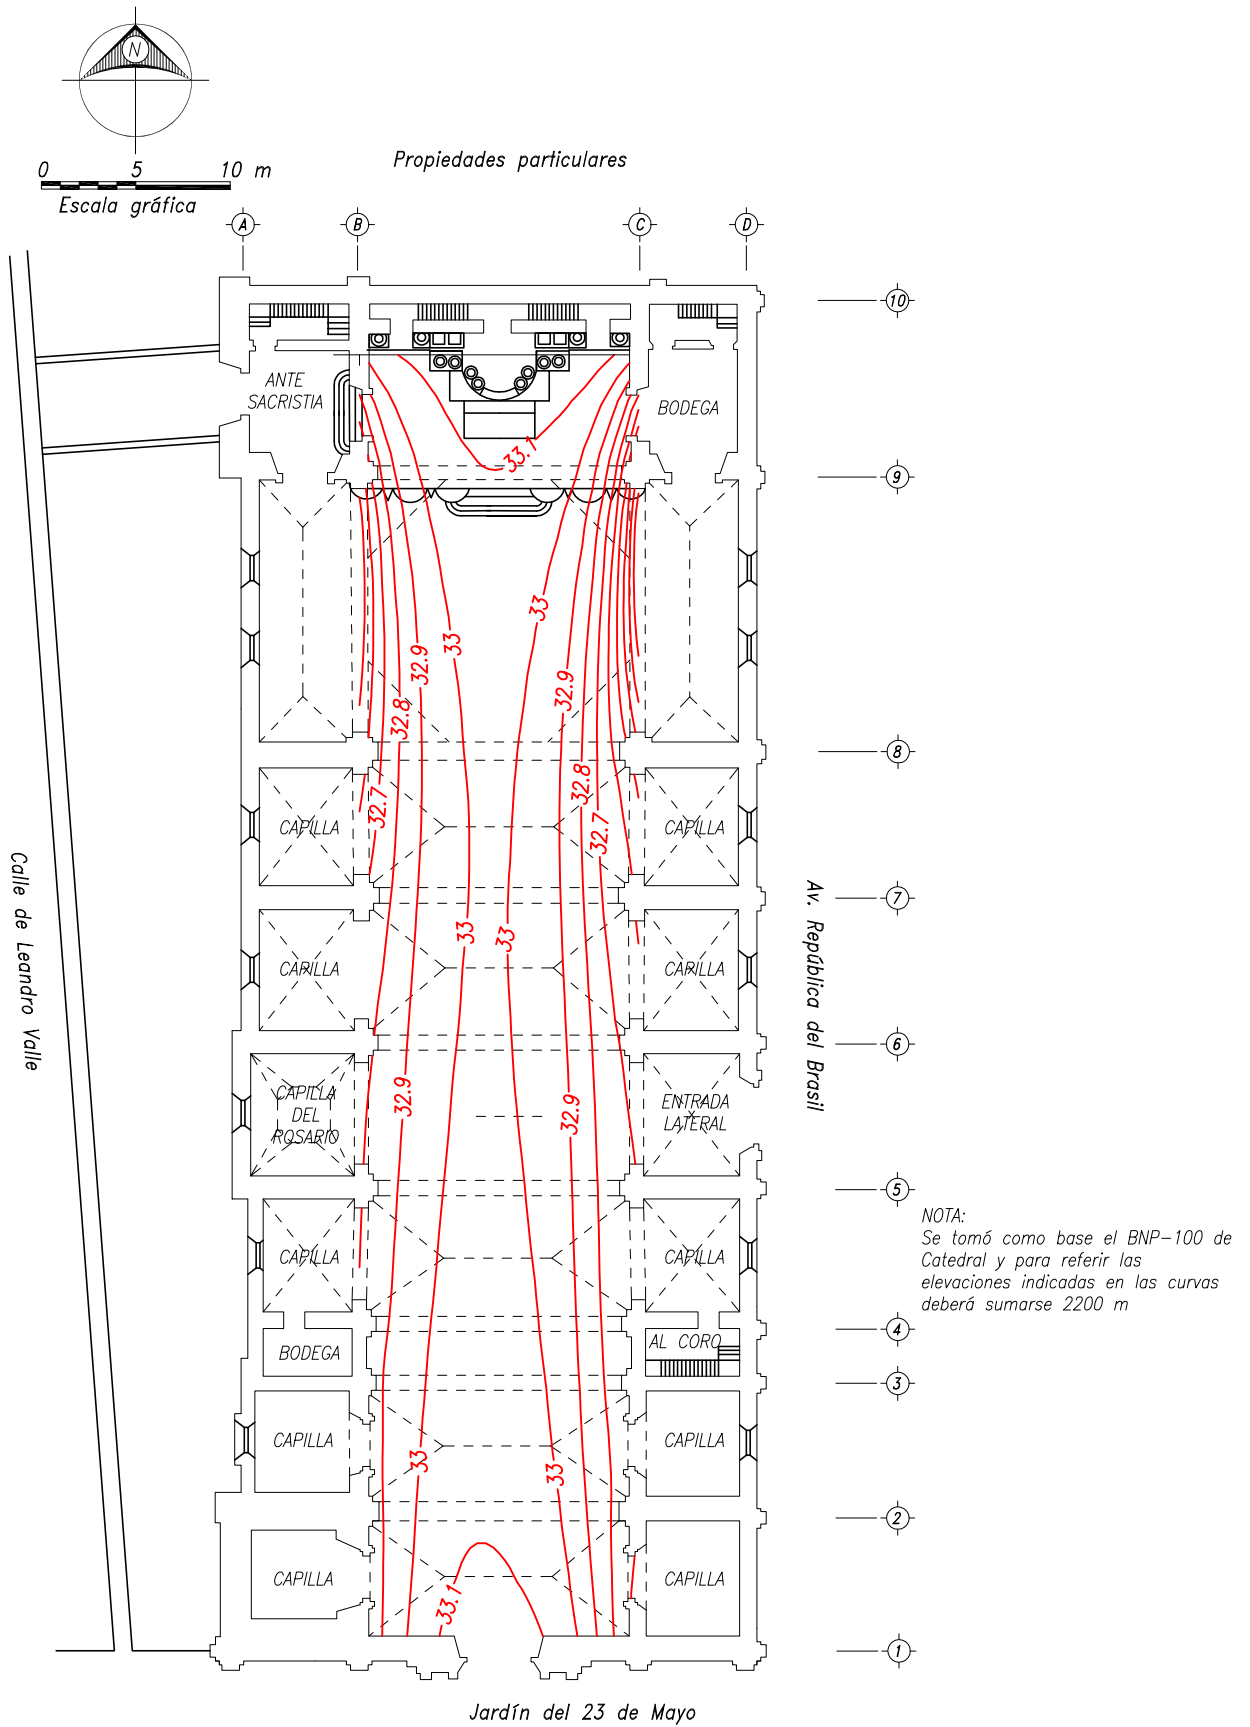 N
0 5 10 m
Escala gráfica
Propiedades particulares
A B C D
10
ANTE
SACRISTIA
BODEGA
33.1
9
33
33
32.9
32.9
32.8
8
32.8
32.7
32.7
CAPILLA
CAPILLA
7
Calle de Leandro Valle
Av. República del Brasil
33
33
CAPILLA
CAPILLA
6
32.9
32.9
CAPILLA
DEL
ROSARIO
ENTRADA
LATERAL
5
NOTA:
Se tomó como base el BNP-100 de
Catedral y para referir las
elevaciones indicadas en las curvas
deberá sumarse 2200 m
CAPILLA
CAPILLA
4
BODEGA
AL CORO
3
CAPILLA
CAPILLA
33
33
2
CAPILLA
CAPILLA
33.1
1
Jardín del 23 de Mayo